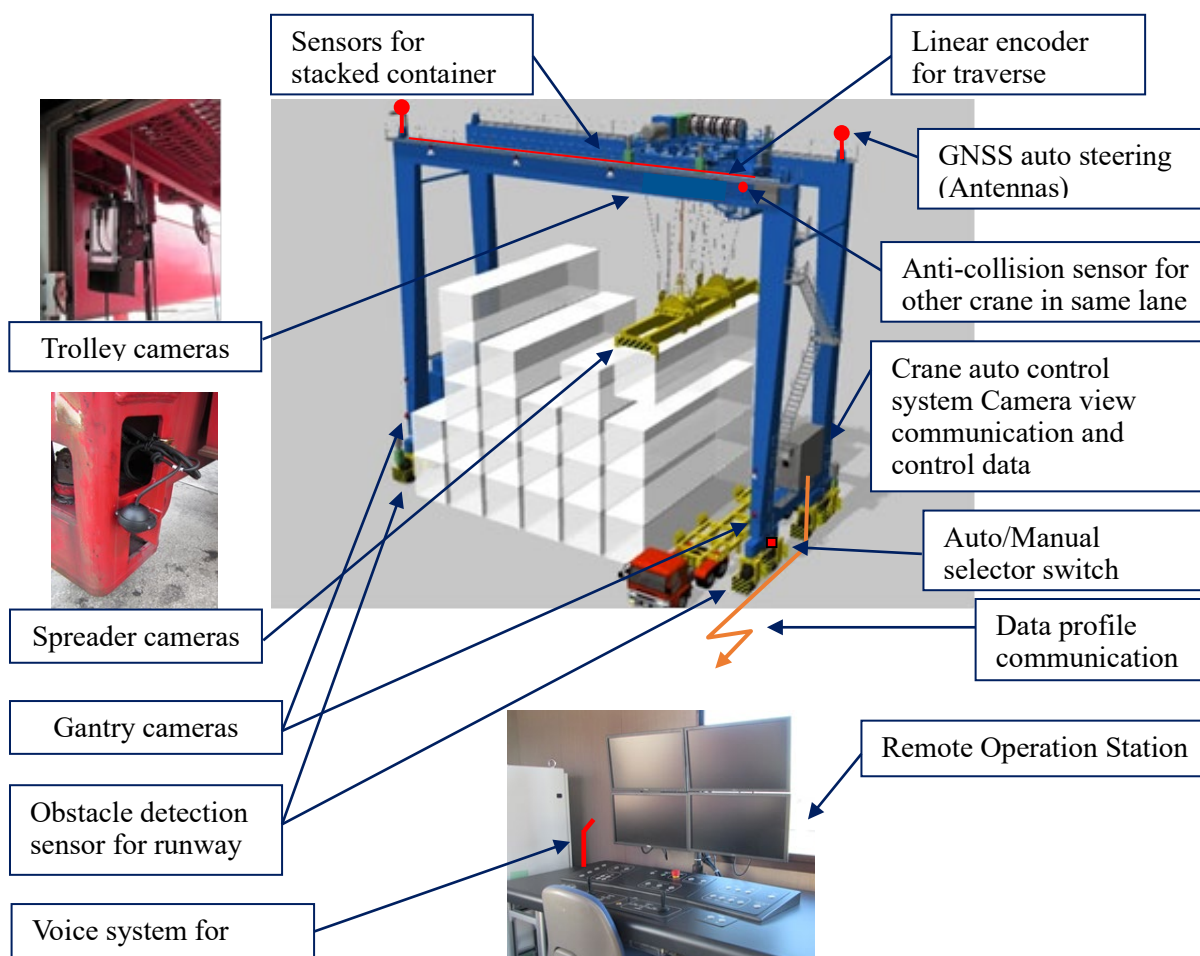 Sensors for
stacked container
Linear encoder
for traverse
GNSS auto steering
(Antennas)
Anti-collision sensor for
other crane in same lane
Trolley cameras
Crane auto control
system Camera view
communication and
control data
Auto/Manual
selector switch
Spreader cameras
Data profile
communication
Gantry cameras
Remote Operation Station
Obstacle detection
sensor for runway
Voice system for